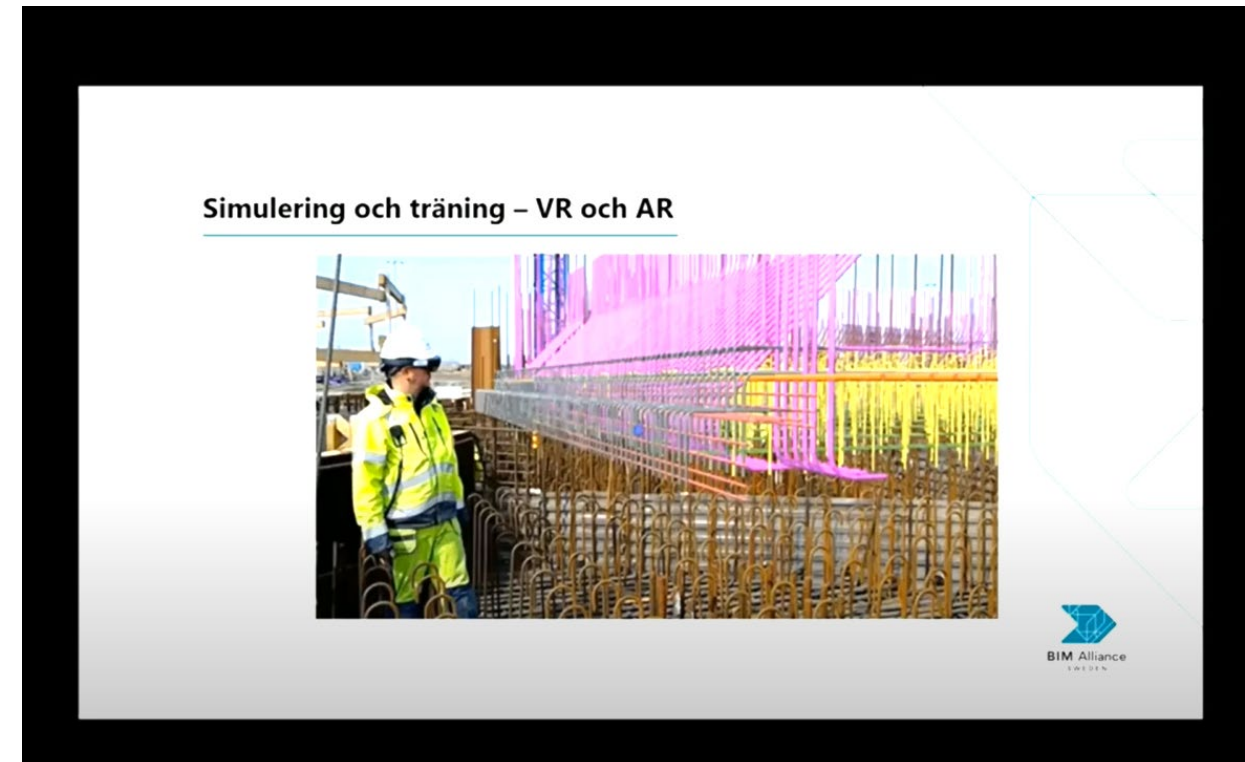 Simulering och träning – VR och AR
BIM Alliance
SWEDEN